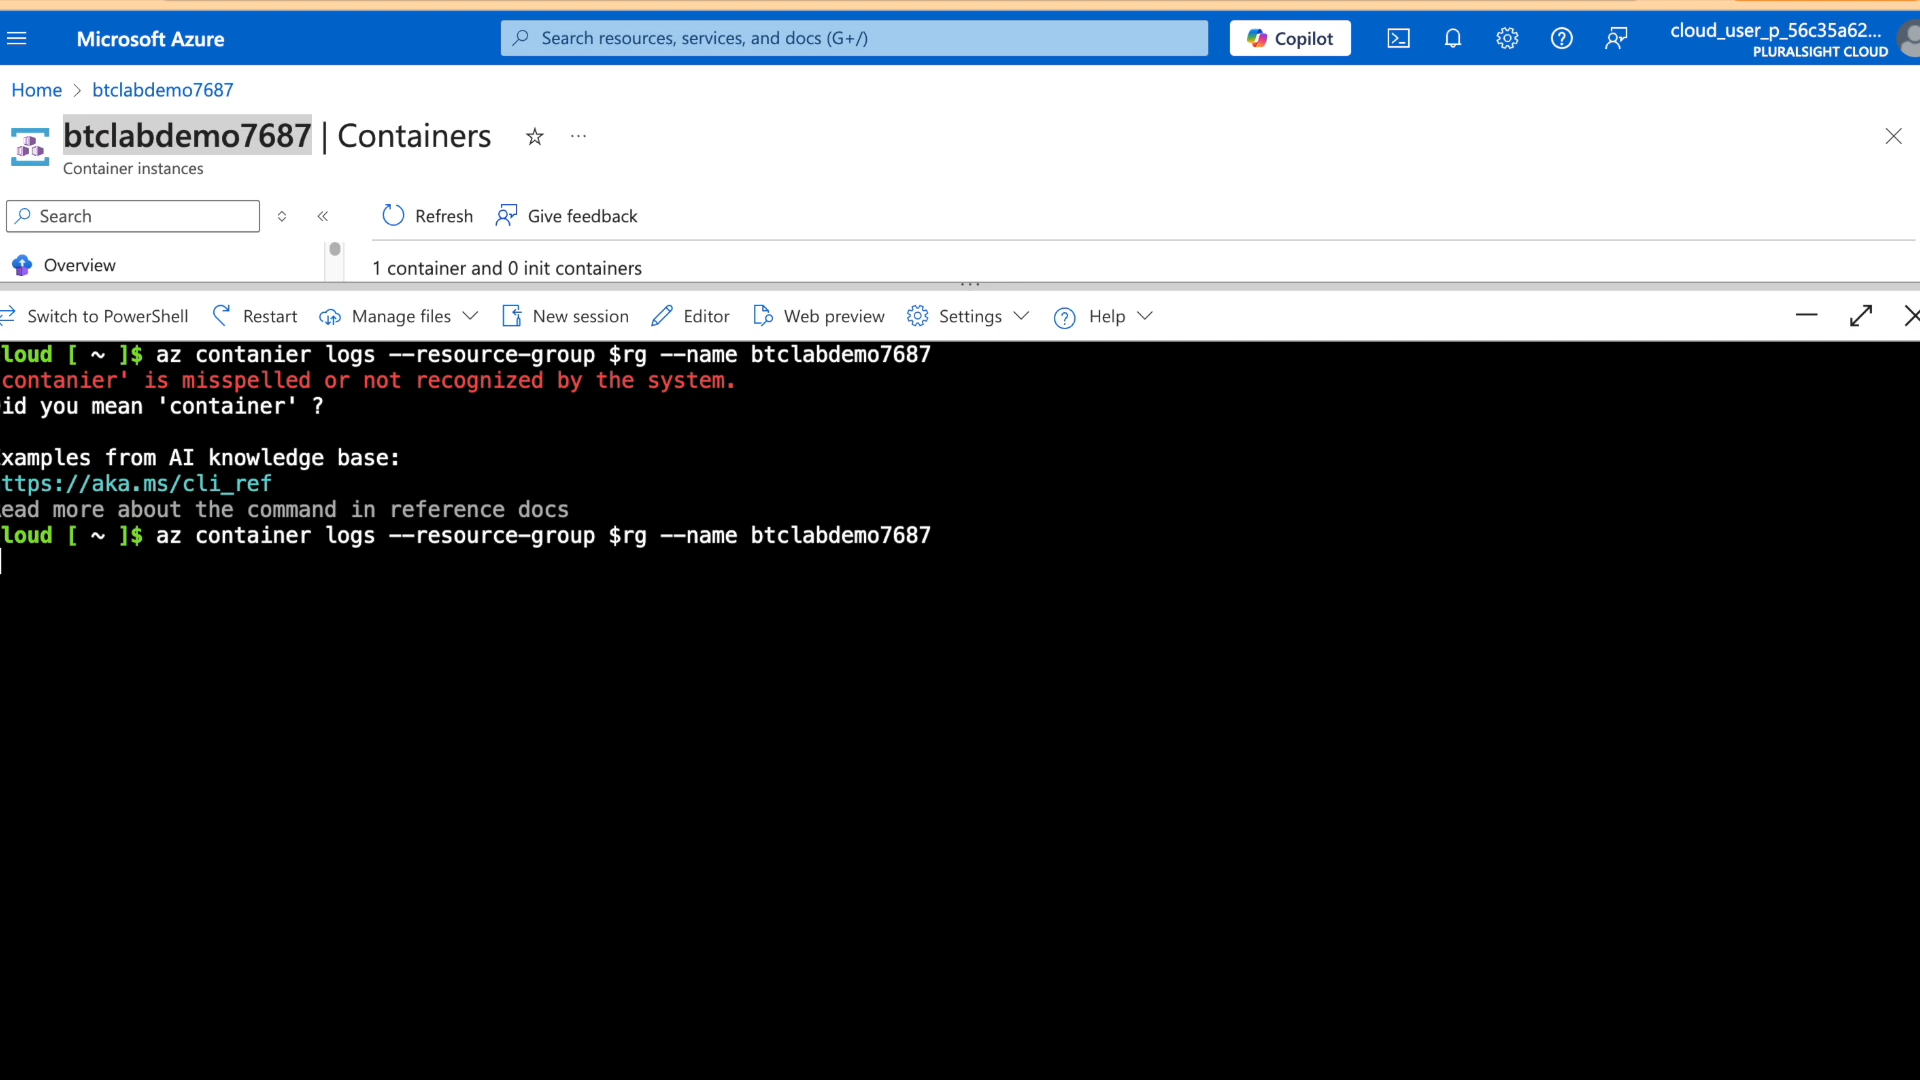 Microsoft Azure
Search resources, services, and docs (G+/)
Copilot
cloud_user_p_56c35a62...
PLURALSIGHT CLOUD
Home > btclabdemo7687
btclabdemo7687 | Containers
Container instances
Search
Refresh
Give feedback
Overview
1 container and 0 init containers
Switch to PowerShell
Restart
Manage files
New session
Editor
Web preview
Settings
Help
loud [ ~ ]$ az contanier logs --resource-group $rg --name btclabdemo7687
contanier' is misspelled or not recognized by the system.
id you mean 'container' ?
xamples from AI knowledge base:
ttps://aka.ms/cli_ref
ead more about the command in reference docs
loud [ ~ ]$ az container logs --resource-group $rg --name btclabdemo7687